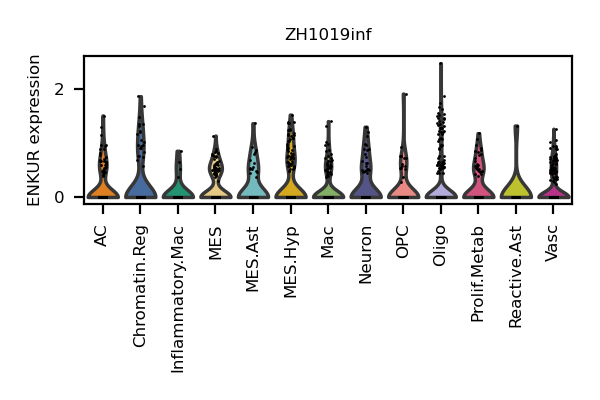 ZH1019inf
ENKUR expression
2
0
AC
Chromatin.Reg
Inflammatory.Mac
MES
MES.Ast
MES.Hyp
Mac
Neuron
OPC
Oligo
Prolif.Metab
Reactive.Ast
Vasc